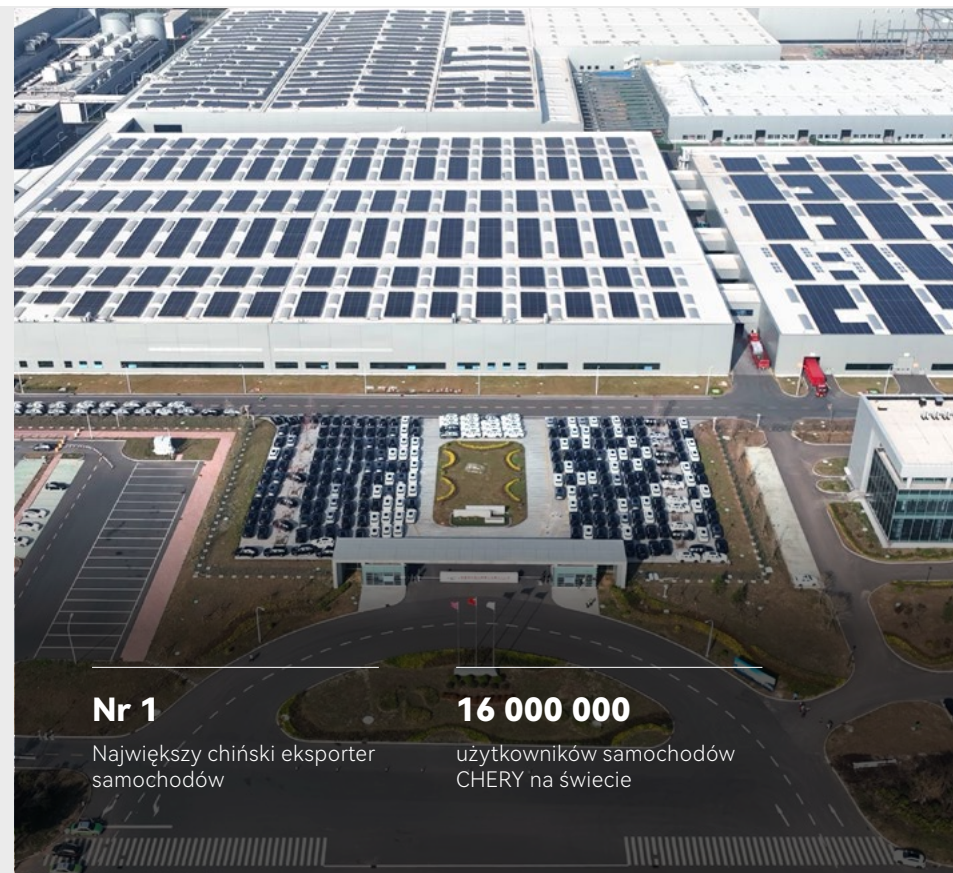 Nr 1
Największy chiński eksporter
samochodów
16 000 000
użytkowników samochodów
CHERY na świecie